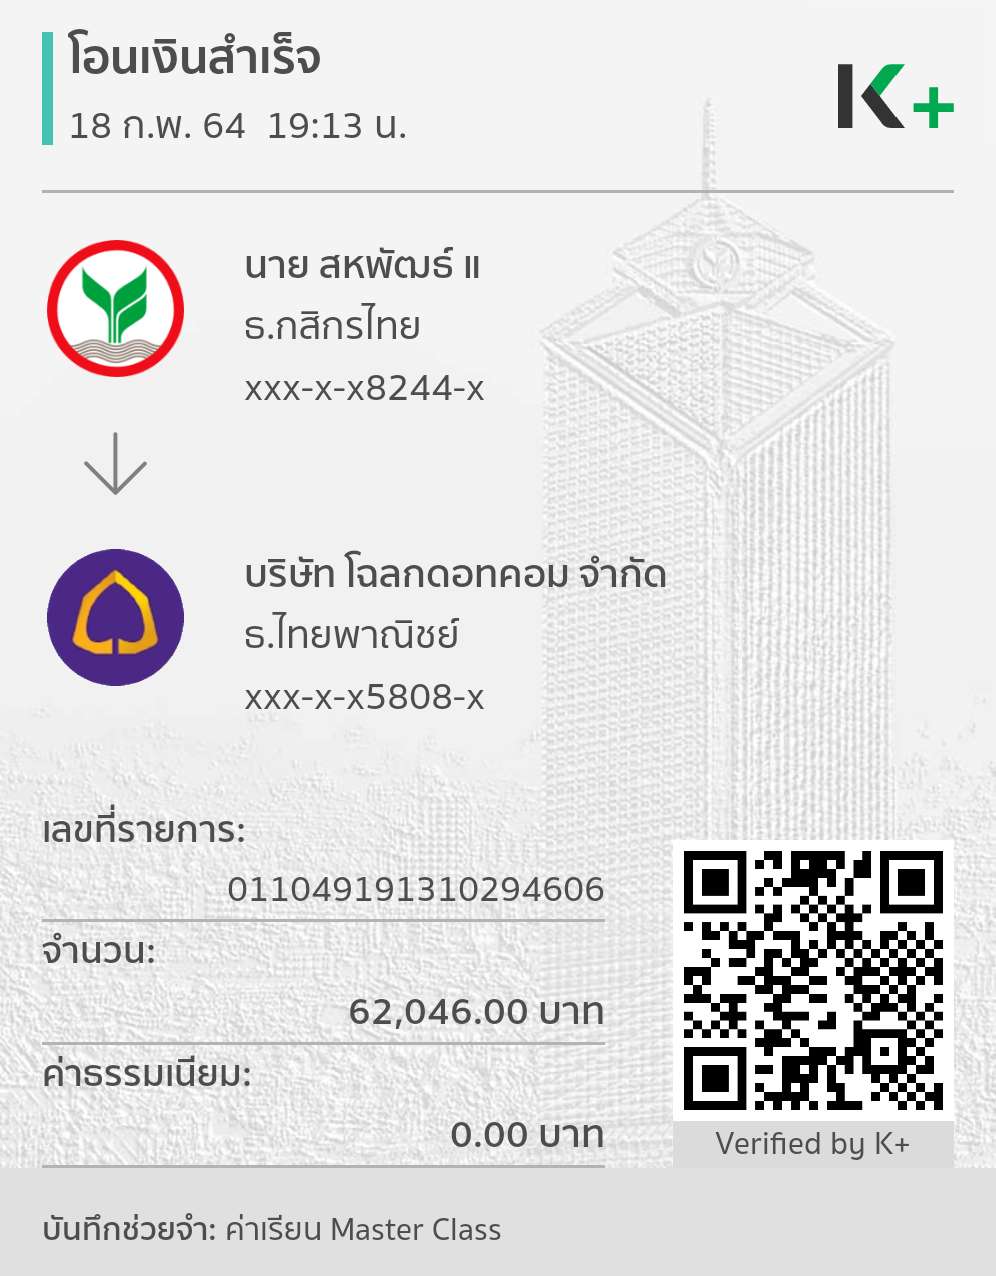 โอนเงินสำเร็จ
18 ก.พ. 64 19:13 น.
K+
นาย สหพัฒธ์ แ
ธ.กสิกรไทย
xxx-x-x8244-x
บริษัท โฉลกดอทคอม จำกัด
ธ.ไทยพาณิชย์
xxx-x-x5808-x
เลขที่รายการ:
011049191310294606
จำนวน:
62,046.00 บาท
ค่าธรรมเนียม:
0.00 บาท
Verified by K+
บันทึกช่วยจำ: ค่าเรียน Master Class